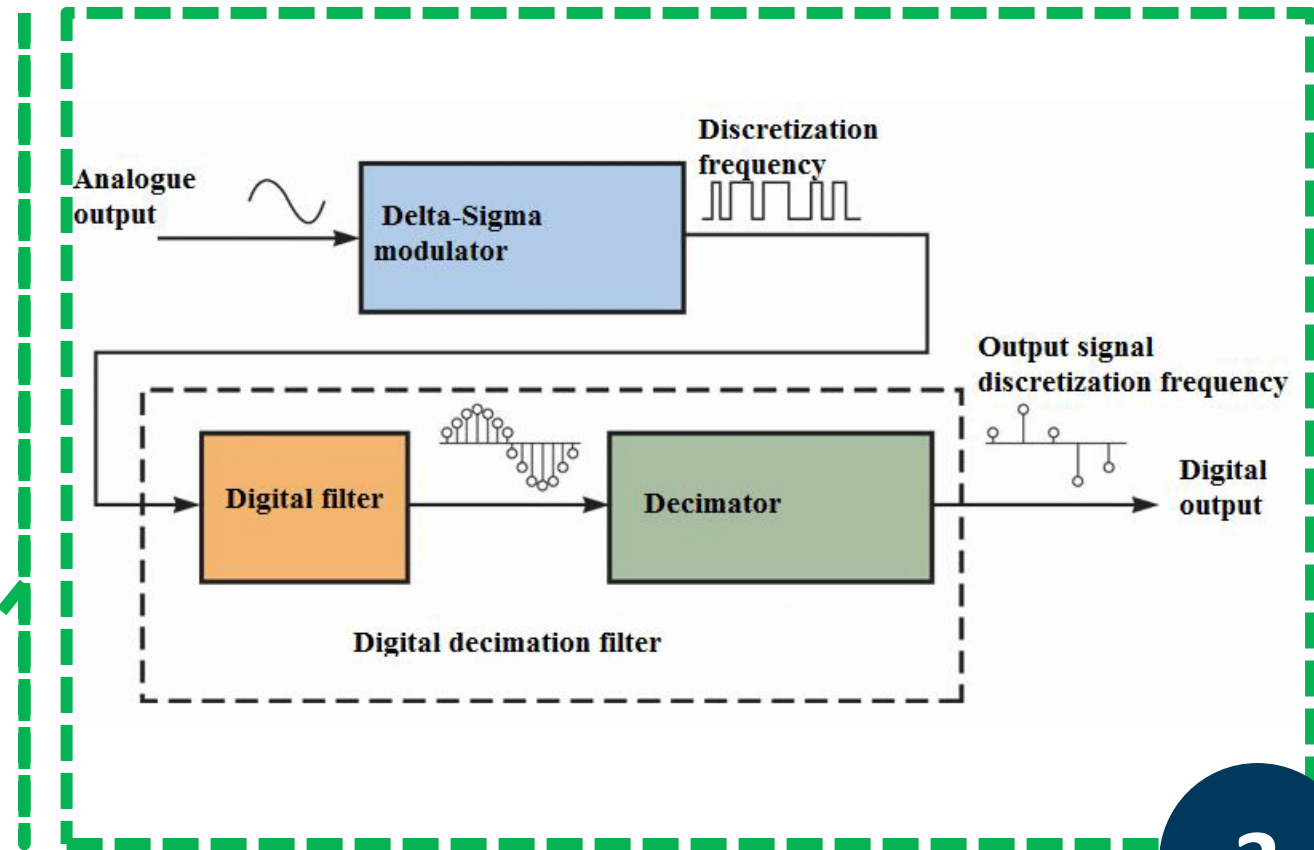 Discretization
frequency
Analogue
output
Delta-Sigma
modulator
Output signal
discretization frequency
Digital filter
Decimator
Digital
output
Digital decimation filter